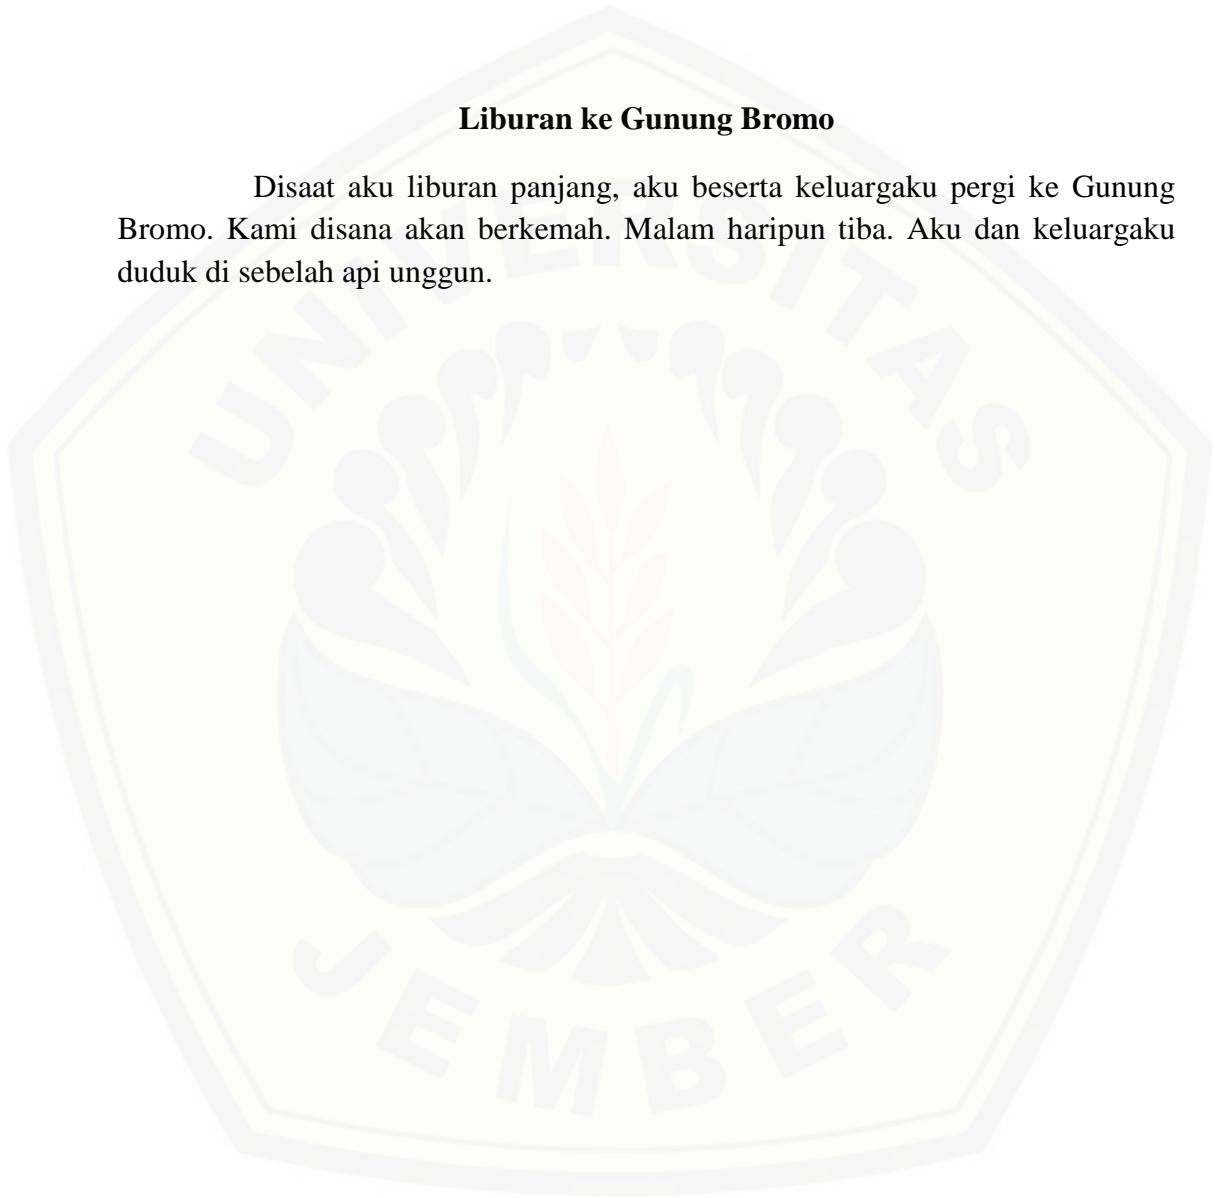 Liburan ke Gunung Bromo
Disaat aku liburan panjang, aku beserta keluargaku pergi ke Gunung
Bromo. Kami disana akan berkemah. Malam haripun tiba. Aku dan keluargaku
duduk di sebelah api unggun.
UNIVERSITAS
JEMBER